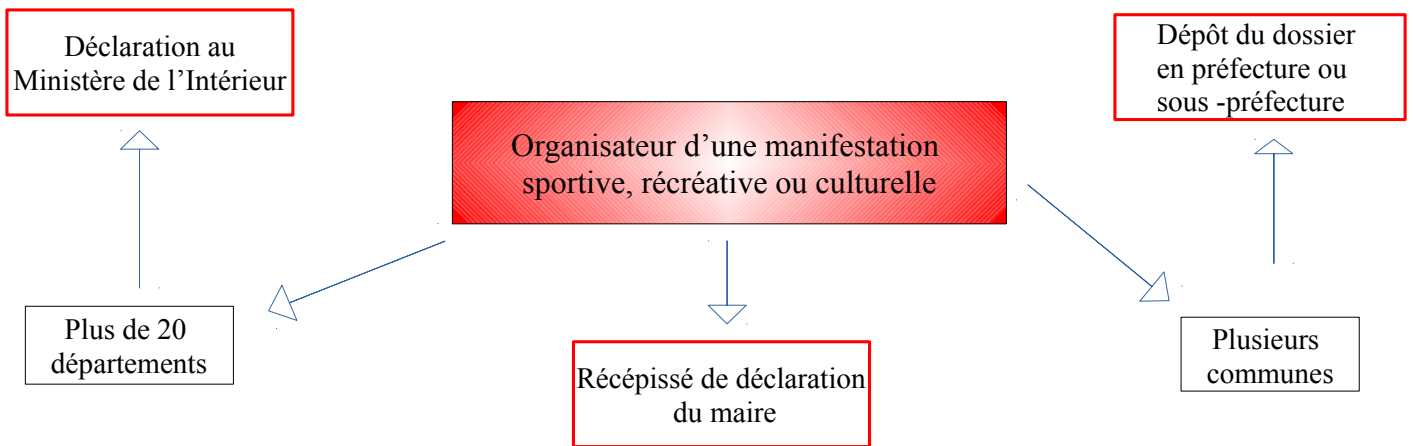 Déclaration au
Ministère de l’Intérieur
Dépôt du dossier
en préfecture ou
sous -préfecture
Organisateur d’une manifestation
sportive, récréative ou culturelle
Plus de 20
départements
Récépissé de déclaration
du maire
Plusieurs
communes